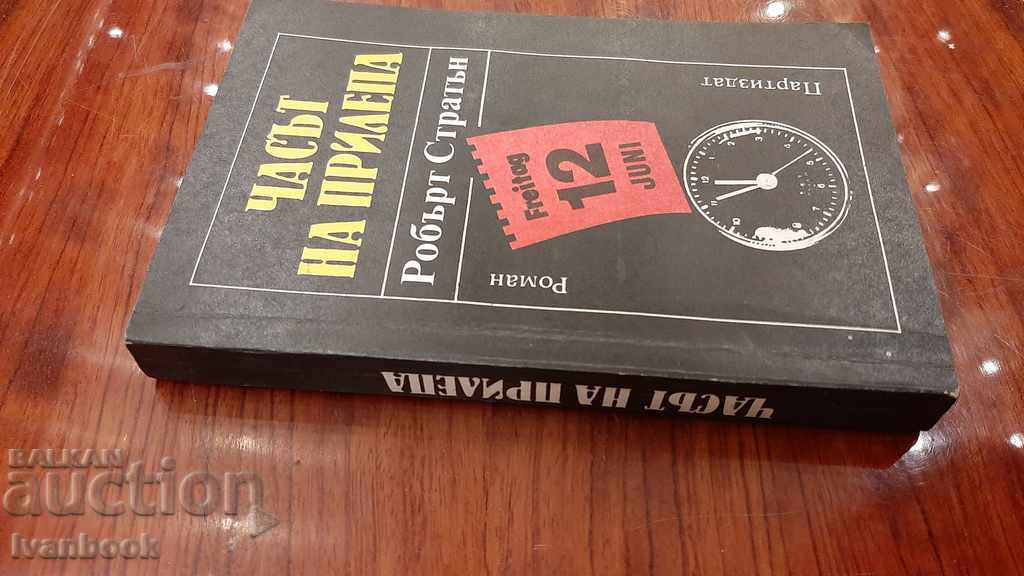 ЧАСЪТ
НА ПРИЛЕПА
Робърт Стратън
Freitag
12
JUNI
Роман
Партиздат
ЧАСЪТ НА ПРИЛЕПА
BALKAN
auction
Ivanbook